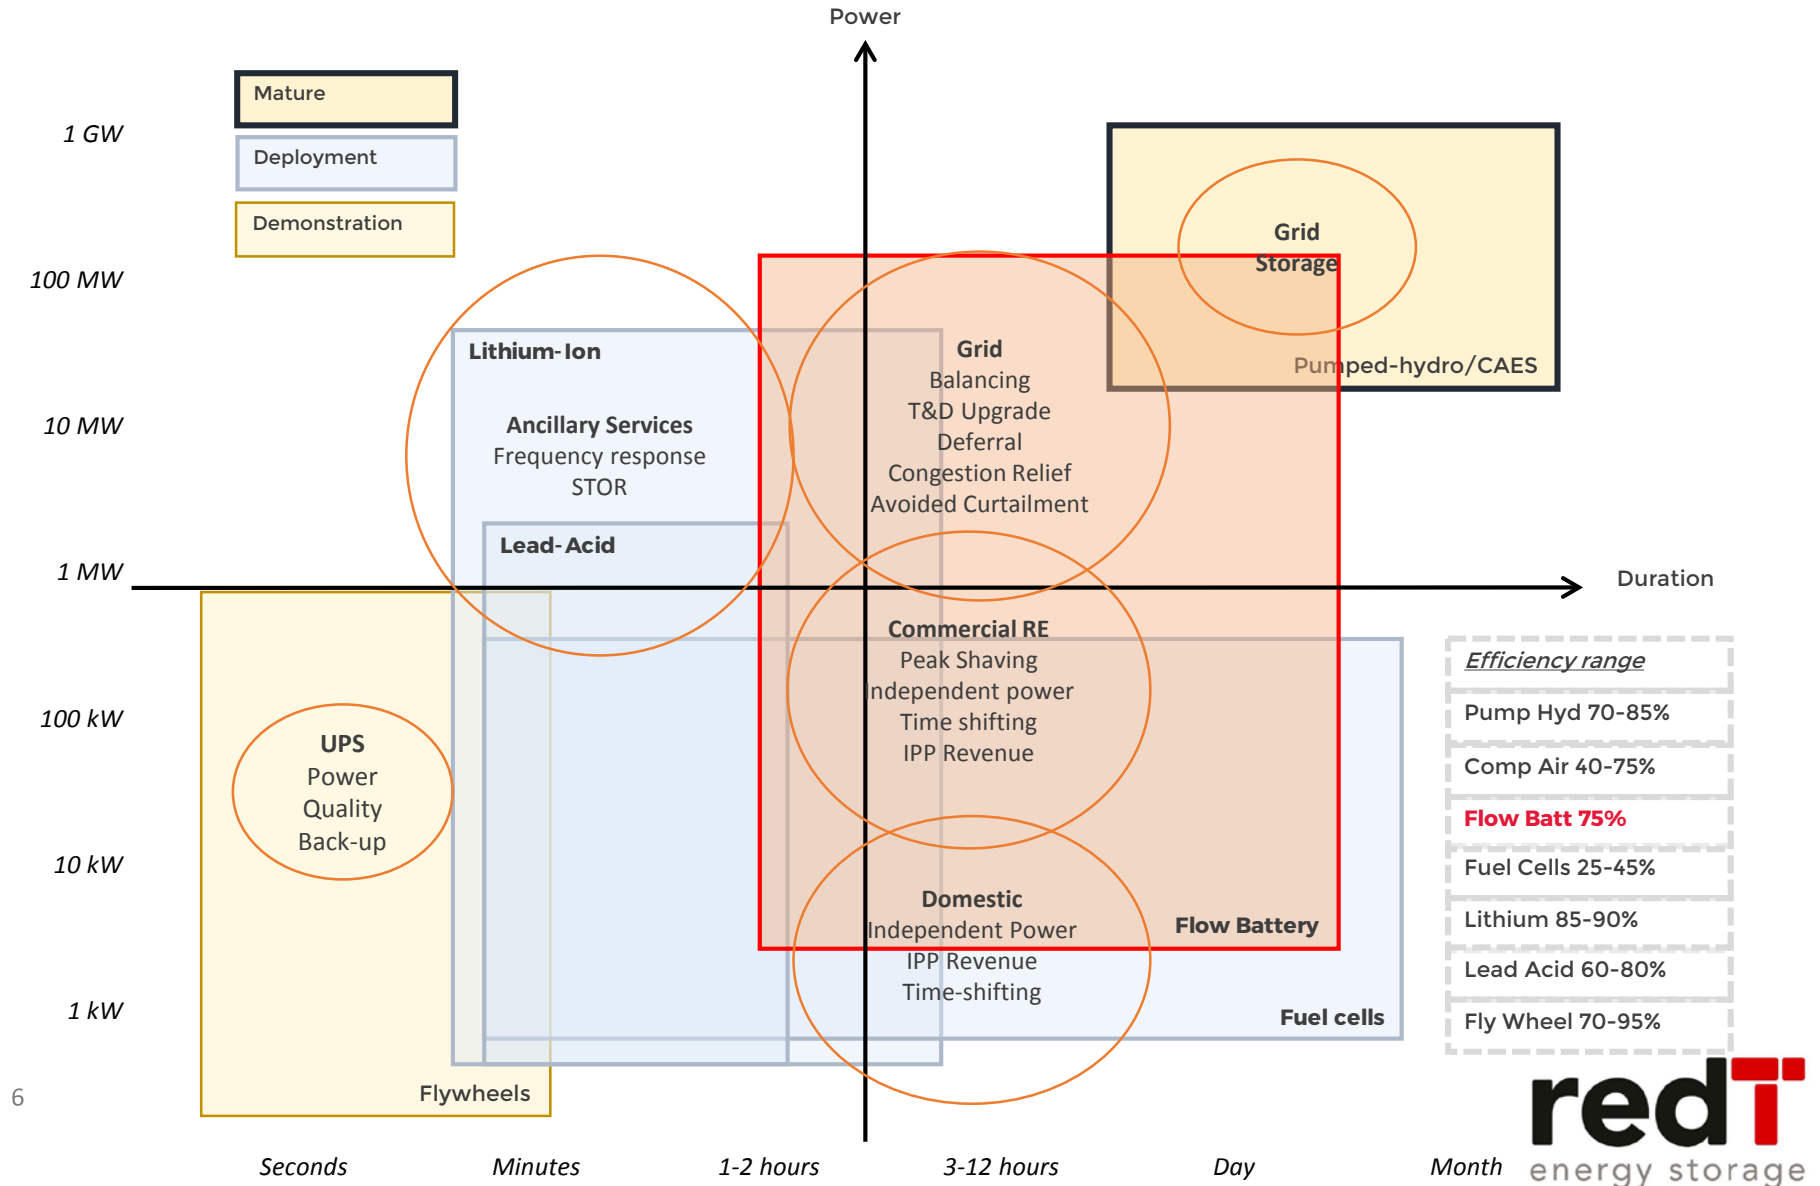 Power
Mature
Deployment
Demonstration
1 GW
100 MW
10 MW
1 MW
100 kW
10 kW
1 kW
Grid
Storage
Pumped-hydro/CAES
Lithium-Ion
Ancillary Services
Frequency response
STOR
Lead-Acid
Grid
Balancing
T&D Upgrade
Deferral
Congestion Relief
Avoided Curtailment
Duration
Commercial RE
Peak Shaving
Independent power
Time shifting
IPP Revenue
UPS
Power
Quality
Back-up
Domestic
Independent Power
IPP Revenue
Time-shifting
Flow Battery
Fuel cells
Flywheels
Efficiency range
Pump Hyd 70-85%
Comp Air 40-75%
Flow Batt 75%
Fuel Cells 25-45%
Lithium 85-90%
Lead Acid 60-80%
Fly Wheel 70-95%
6
Seconds
Minutes
1-2 hours
3-12 hours
Day
Month
redT
energy storage